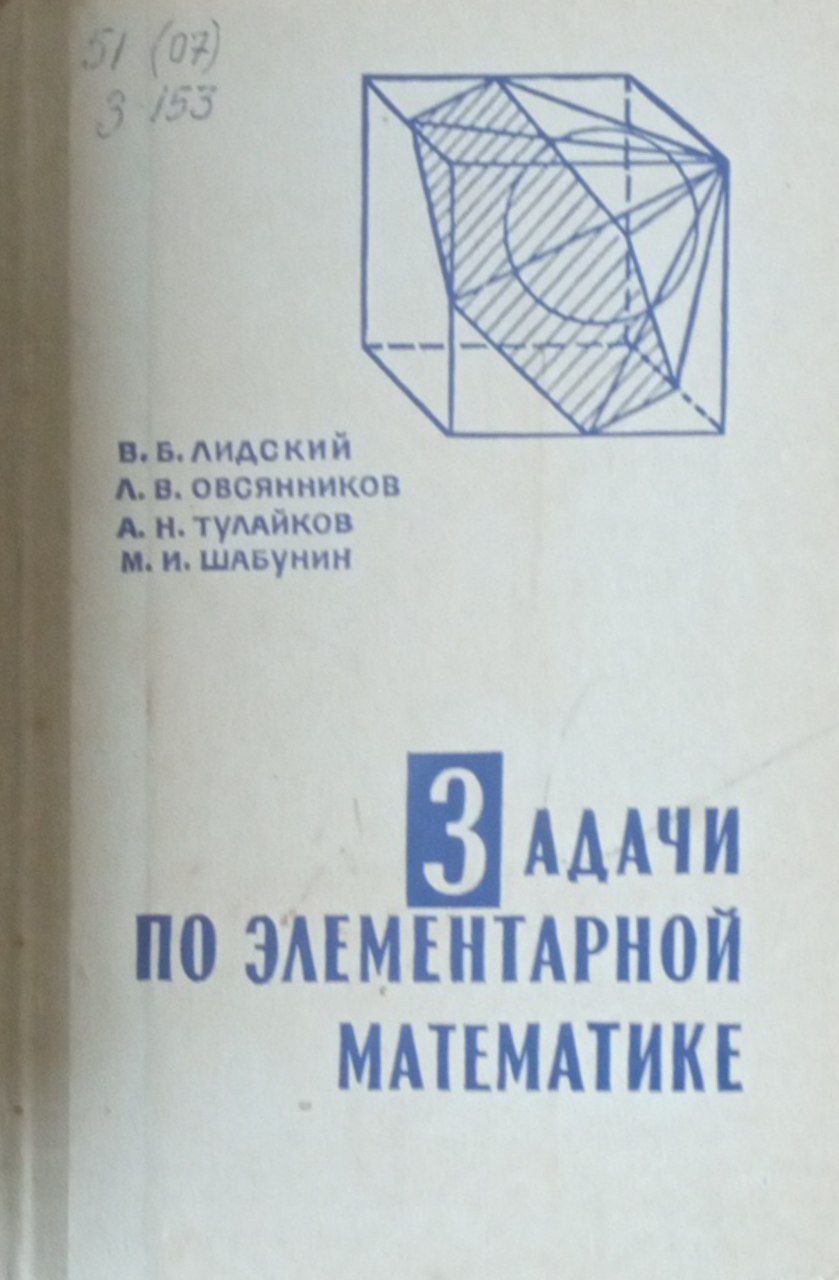 51 (07)
З-153
В. Б. ЛИДСКИЙ
Л. В. ОВСЯННИКОВ
А. Н. ТУЛАЙКОВ
М. И. ШАБУНИН
ЗАДАЧИ
ПО ЭЛЕМЕНТАРНОЙ
МАТЕМАТИКЕ